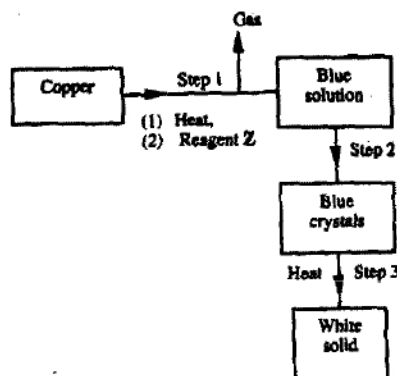 Gas
Copper
Step 1
(1) Heat,
(2) Reagent Z
Blue
solution
Step 2
Blue
crystals
Heat
Step 3
White
solid